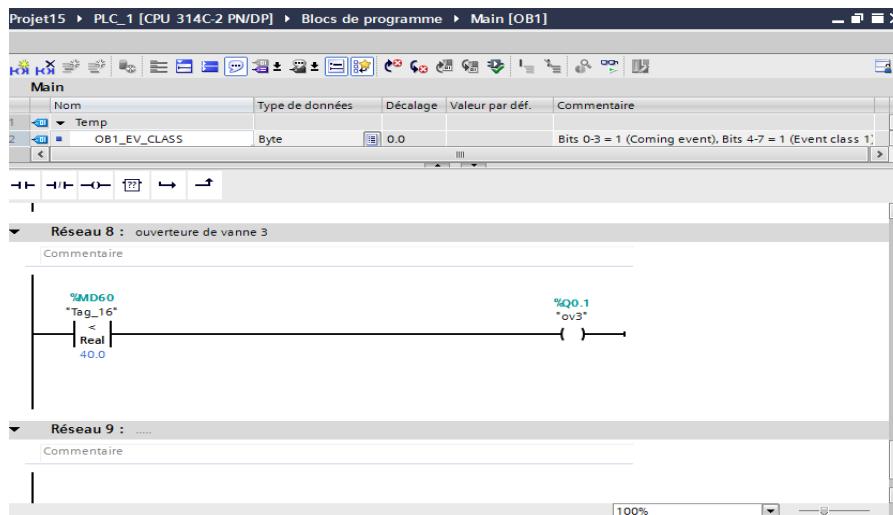 Projet15 ▸ PLC_1 [CPU 314C-2 PN/DP] ▸ Blocs de programme ▸ Main [OB1]
Main
Nom Type de données Décalage Valeur par déf. Commentaire
1 Temp
2 OB1_EV_CLASS Byte 0.0 Bits 0-3 = 1 (Coming event), Bits 4-7 = 1 (Event class 1)
??
Réseau 8 : ouverteure de vanne 3
Commentaire
%MD60
"Tag_16"
<
Real
40.0
%Q0.1
"ov3"
( )
Réseau 9 : .....
Commentaire
100%